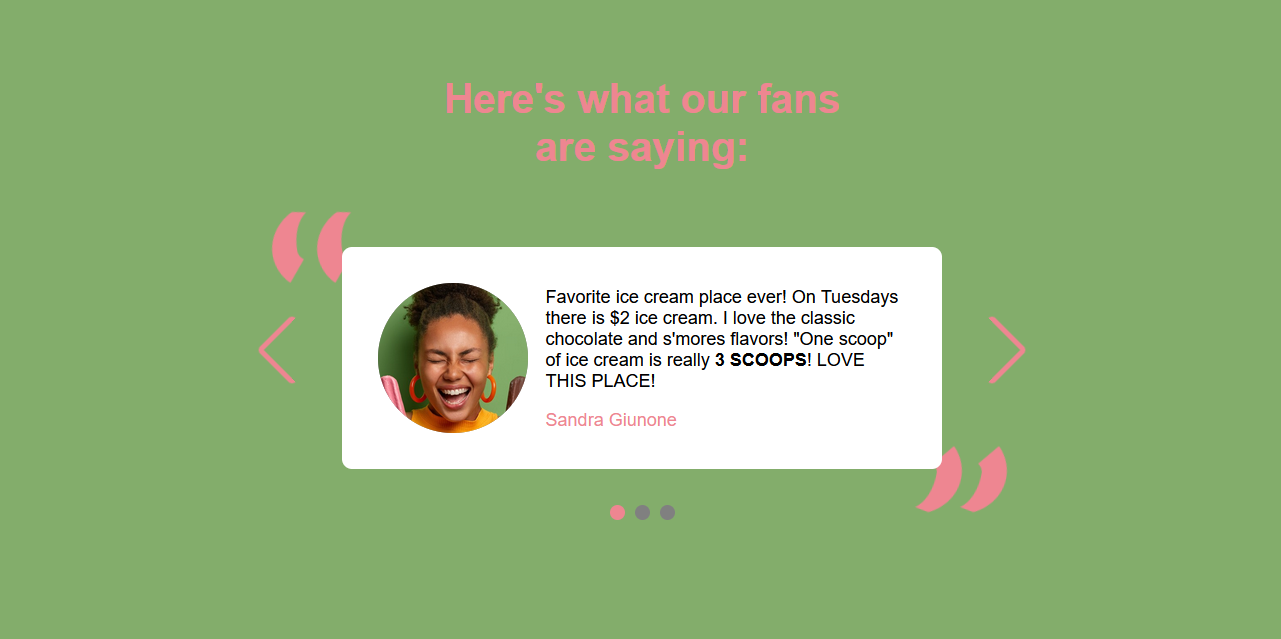 Here's what our fans
are saying:
Favorite ice cream place ever! On Tuesdays
there is $2 ice cream. I love the classic
chocolate and s'mores flavors! "One scoop"
of ice cream is really 3 SCOOPS! LOVE
THIS PLACE!
Sandra Giunone